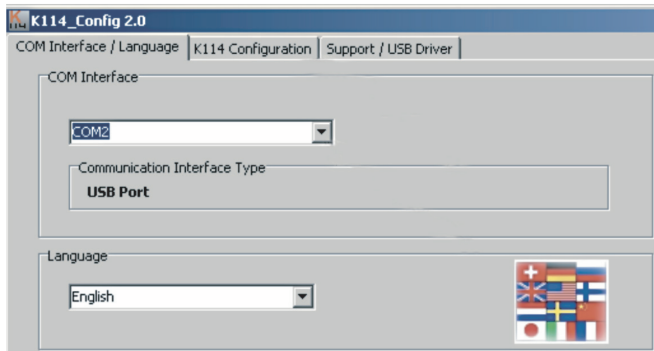 K114_Config 2.0
COM Interface / Language K114 Configuration Support / USB Driver
COM Interface
COM2
Communication Interface Type
USB Port
Language
English